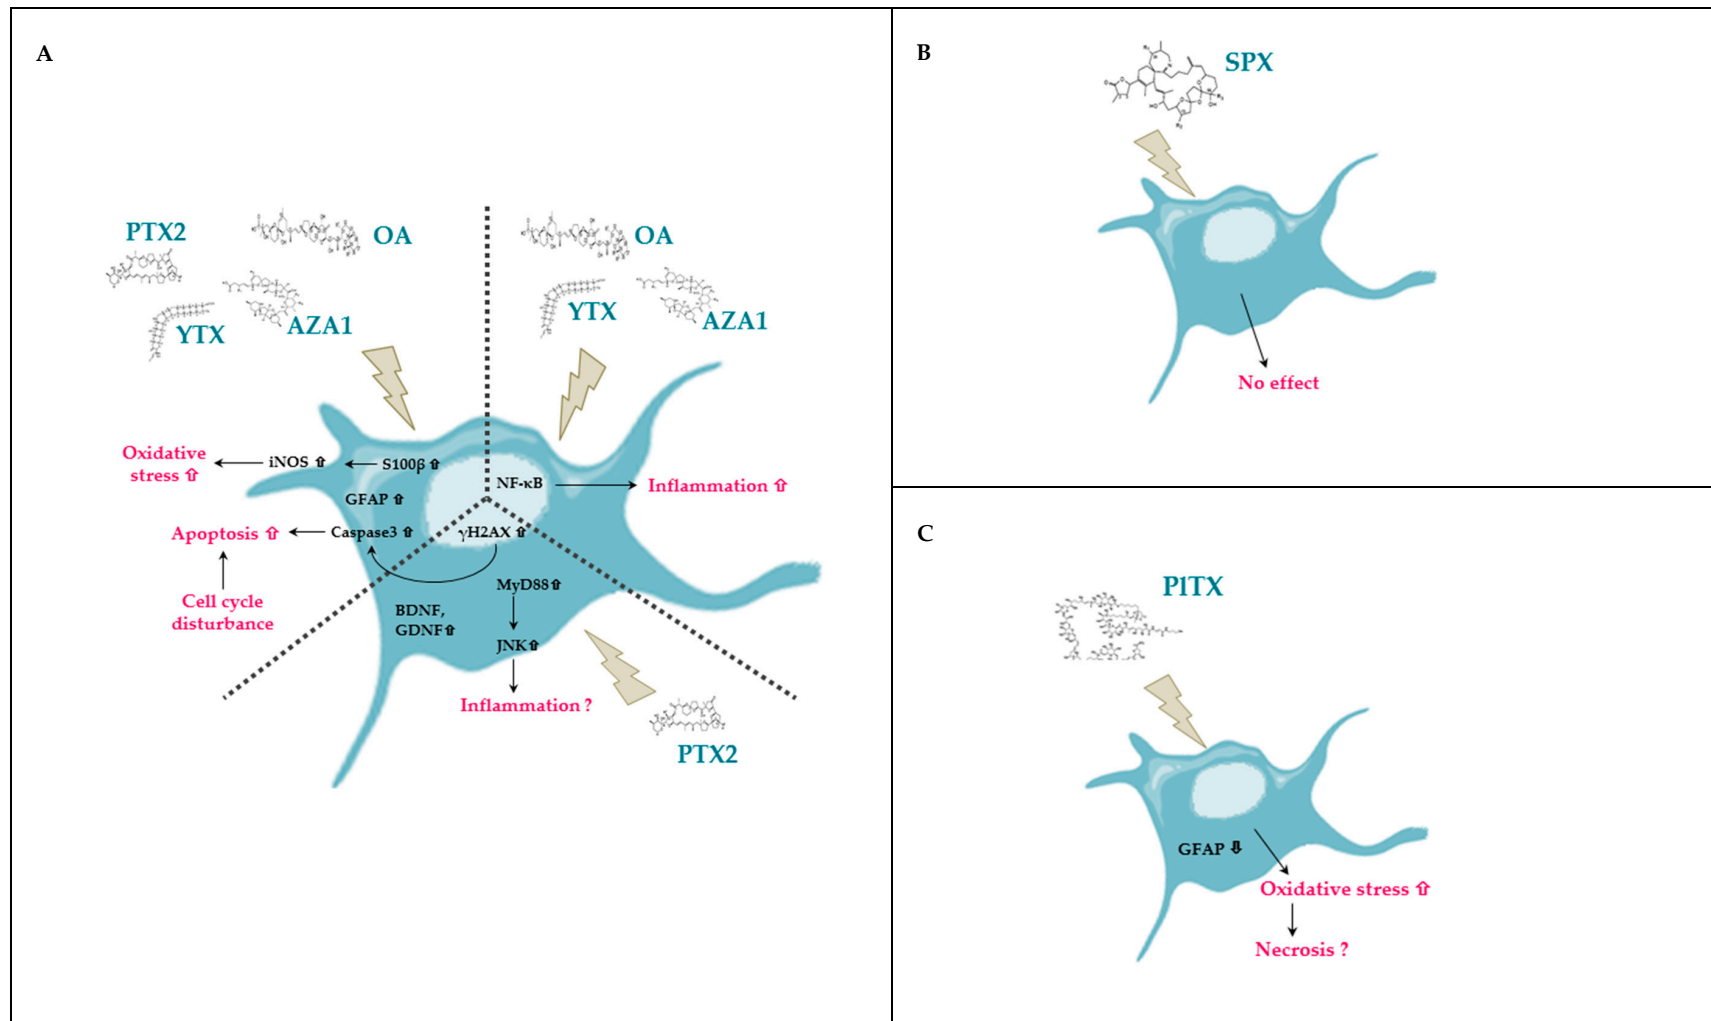 A
PTX2
OA
YTX
AZA1
OA
YTX
AZA1
Oxidative
stress ⇧
iNOS ⇧
S100β ⇧
GFAP ⇧
Apoptosis ⇧
Caspase3 ⇧
Cell cycle
disturbance
NF-κB
Inflammation ⇧
γH2AX ⇧
MyD88⇧
BDNF,
GDNF⇧
JNK⇧
Inflammation ?
PTX2
B
SPX
No effect
C
PlTX
GFAP ⇩
Oxidative stress ⇧
Necrosis ?